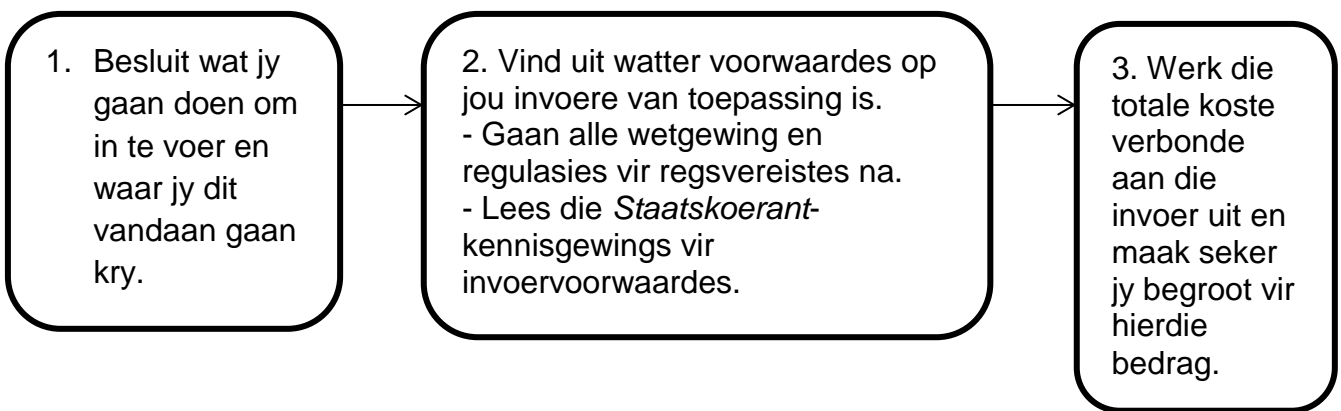 1. Besluit wat jy
gaan doen om
in te voer en
waar jy dit
vandaan gaan
kry.
2. Vind uit watter voorwaardes op
jou invoere van toepassing is.
- Gaan alle wetgewing en
regulasies vir regsvereistes na.
- Lees die Staatskoerant-
kennisgewings vir
invoervoorwaardes.
3. Werk die
totale koste
verbonde
aan die
invoer uit en
maak seker
jy begroot vir
hierdie
bedrag.